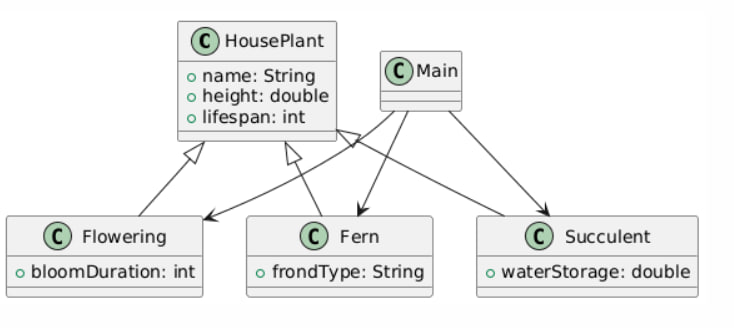 C HousePlant
name: String
height: double
lifespan: int
C Main
C Flowering
bloomDuration: int
C Fern
frondType: String
C Succulent
waterStorage: double